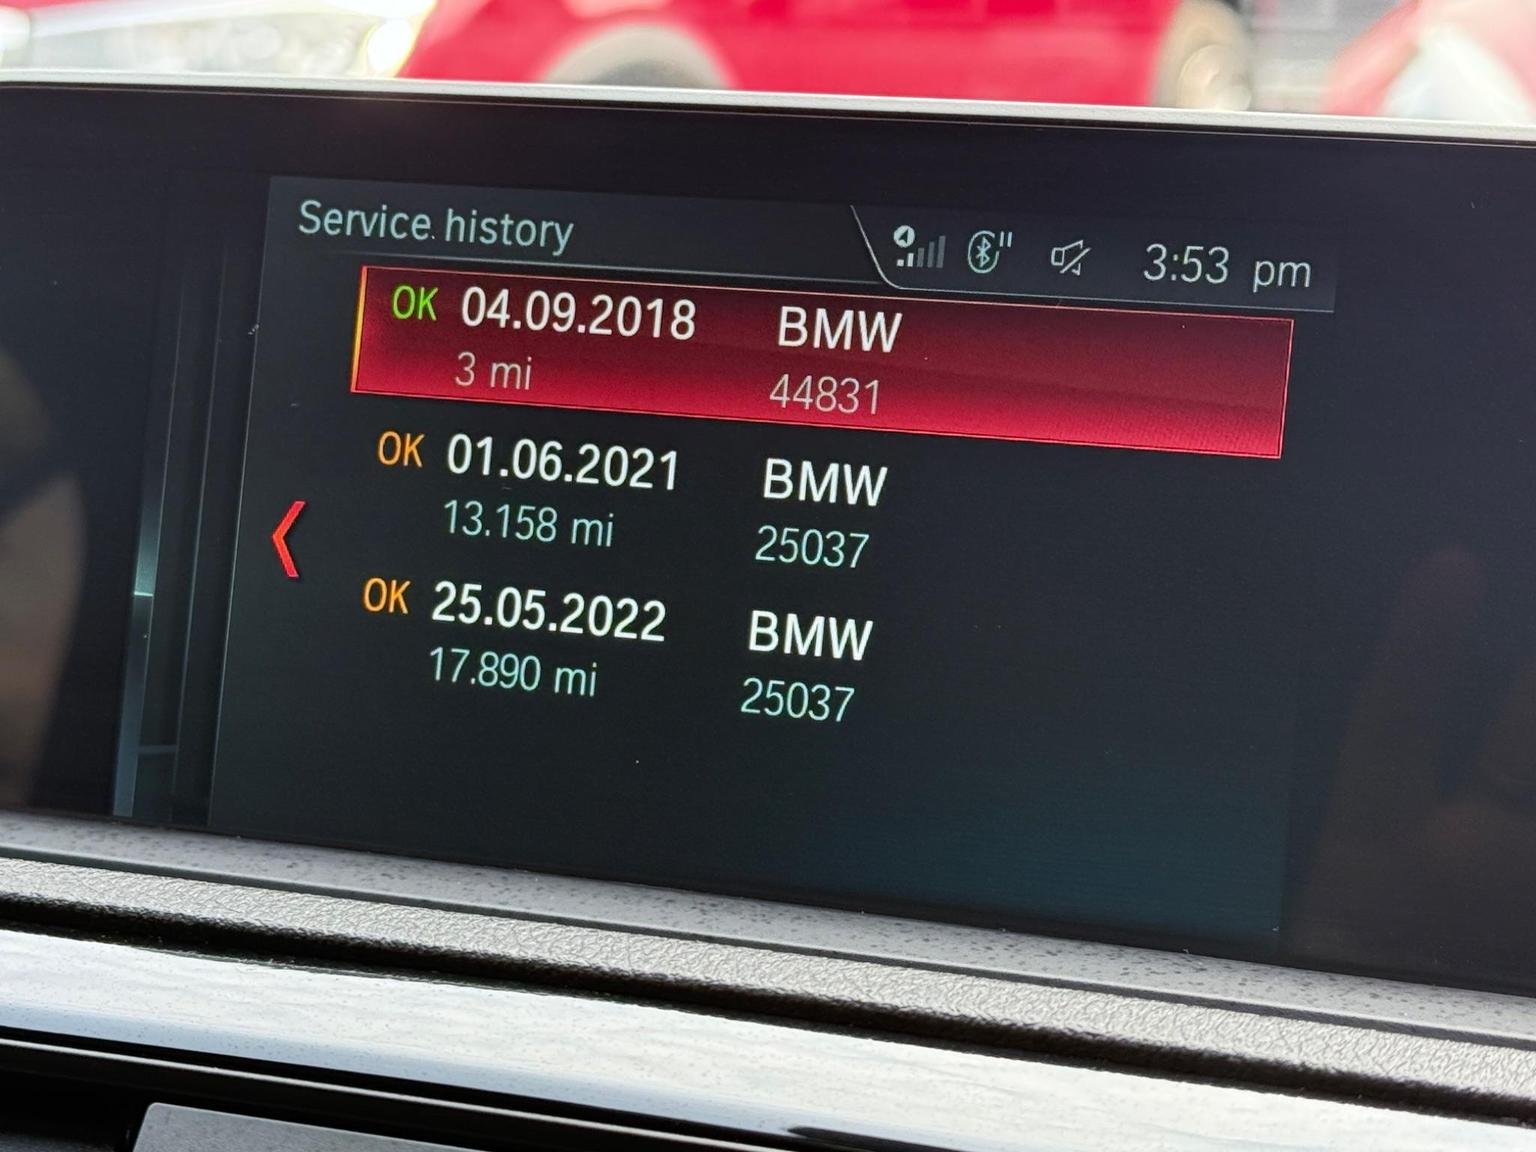 Service history
3:53 pm
OK 04.09.2018 BMW
3 mi 44831
OK 01.06.2021 BMW
13.158 mi 25037
OK 25.05.2022 BMW
17.890 mi 25037